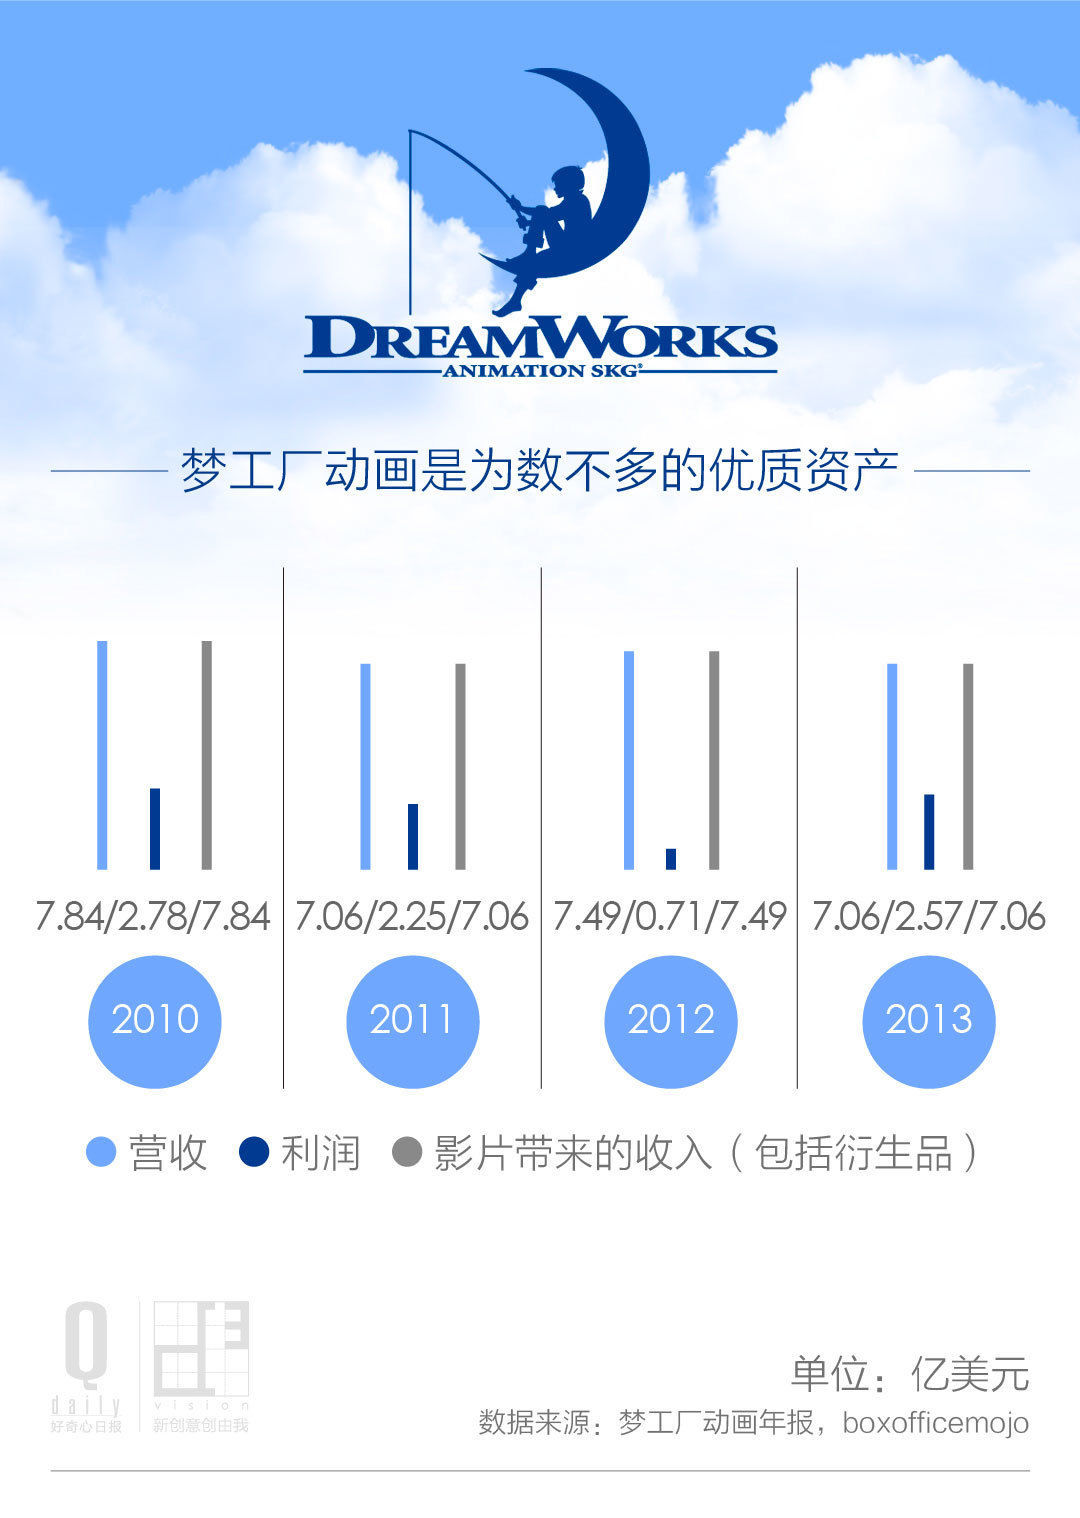 DREAMWORKS
ANIMATION SKG®
梦工厂动画是为数不多的优质资产
7.84/2.78/7.84
7.06/2.25/7.06
7.49/0.71/7.49
7.06/2.57/7.06
2010
2011
2012
2013
营收
利润
影片带来的收入（包括衍生品）
Q
daily
好奇心日报
vision
新创意创由我
单位：亿美元
数据来源：梦工厂动画年报，boxofficemojo